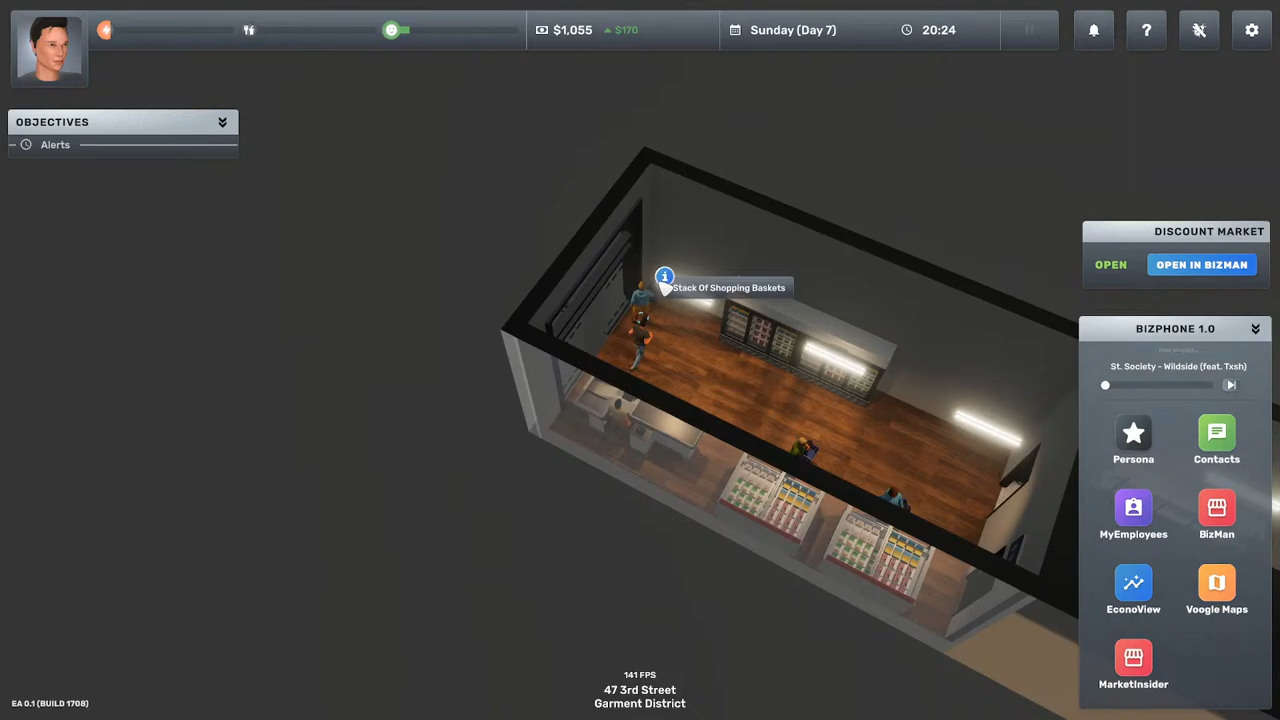 $1,055 ▲ $170
Sunday (Day 7)
20:24
?
OBJECTIVES
Alerts
i
Stack Of Shopping Baskets
DISCOUNT MARKET
OPEN
OPEN IN BIZMAN
BIZPHONE 1.0
St. Society - Wildside (feat. Txsh)
Persona
Contacts
MyEmployees
BizMan
EconoView
Voogle Maps
MarketInsider
141 FPS
47 3rd Street
Garment District
EA 0.1 (BUILD 1708)